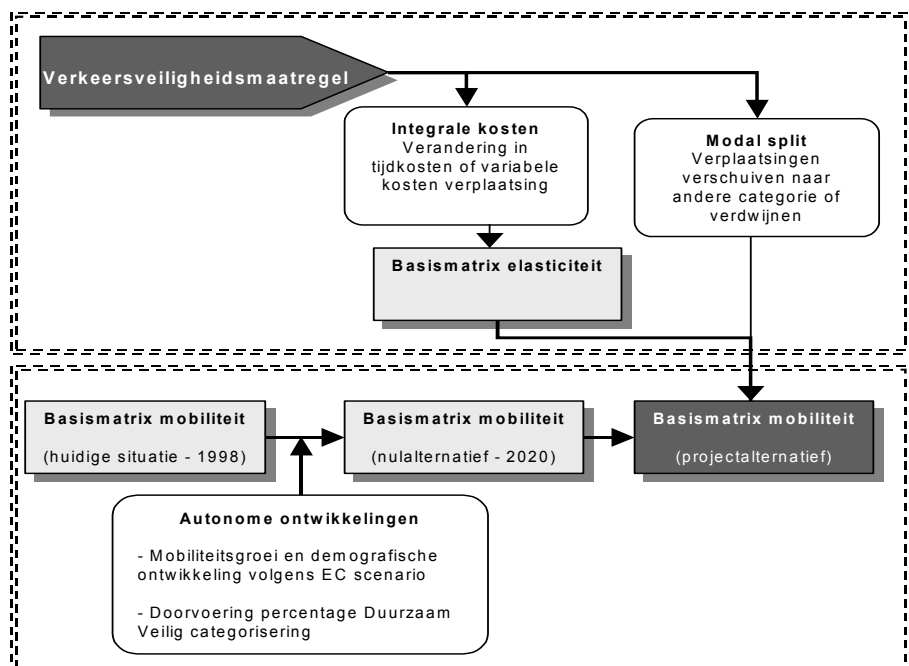 Verkeersveiligheidsmaatregel
Integrale kosten
Verandering in
tijdkosten of variabele
kosten verplaatsing
Modal split
Verplaatsingen
verschuiven naar
andere categorie of
verdwijnen
Basismatrix elasticiteit
Basismatrix mobiliteit
(huidige situatie - 1998)
Basismatrix mobiliteit
(nulalternatief - 2020)
Basismatrix mobiliteit
(projectalternatief)
Autonome ontwikkelingen
- Mobiliteitsgroei en demografische
ontwikkeling volgens EC scenario
- Doorvoering percentage Duurzaam
Veilig categorisering